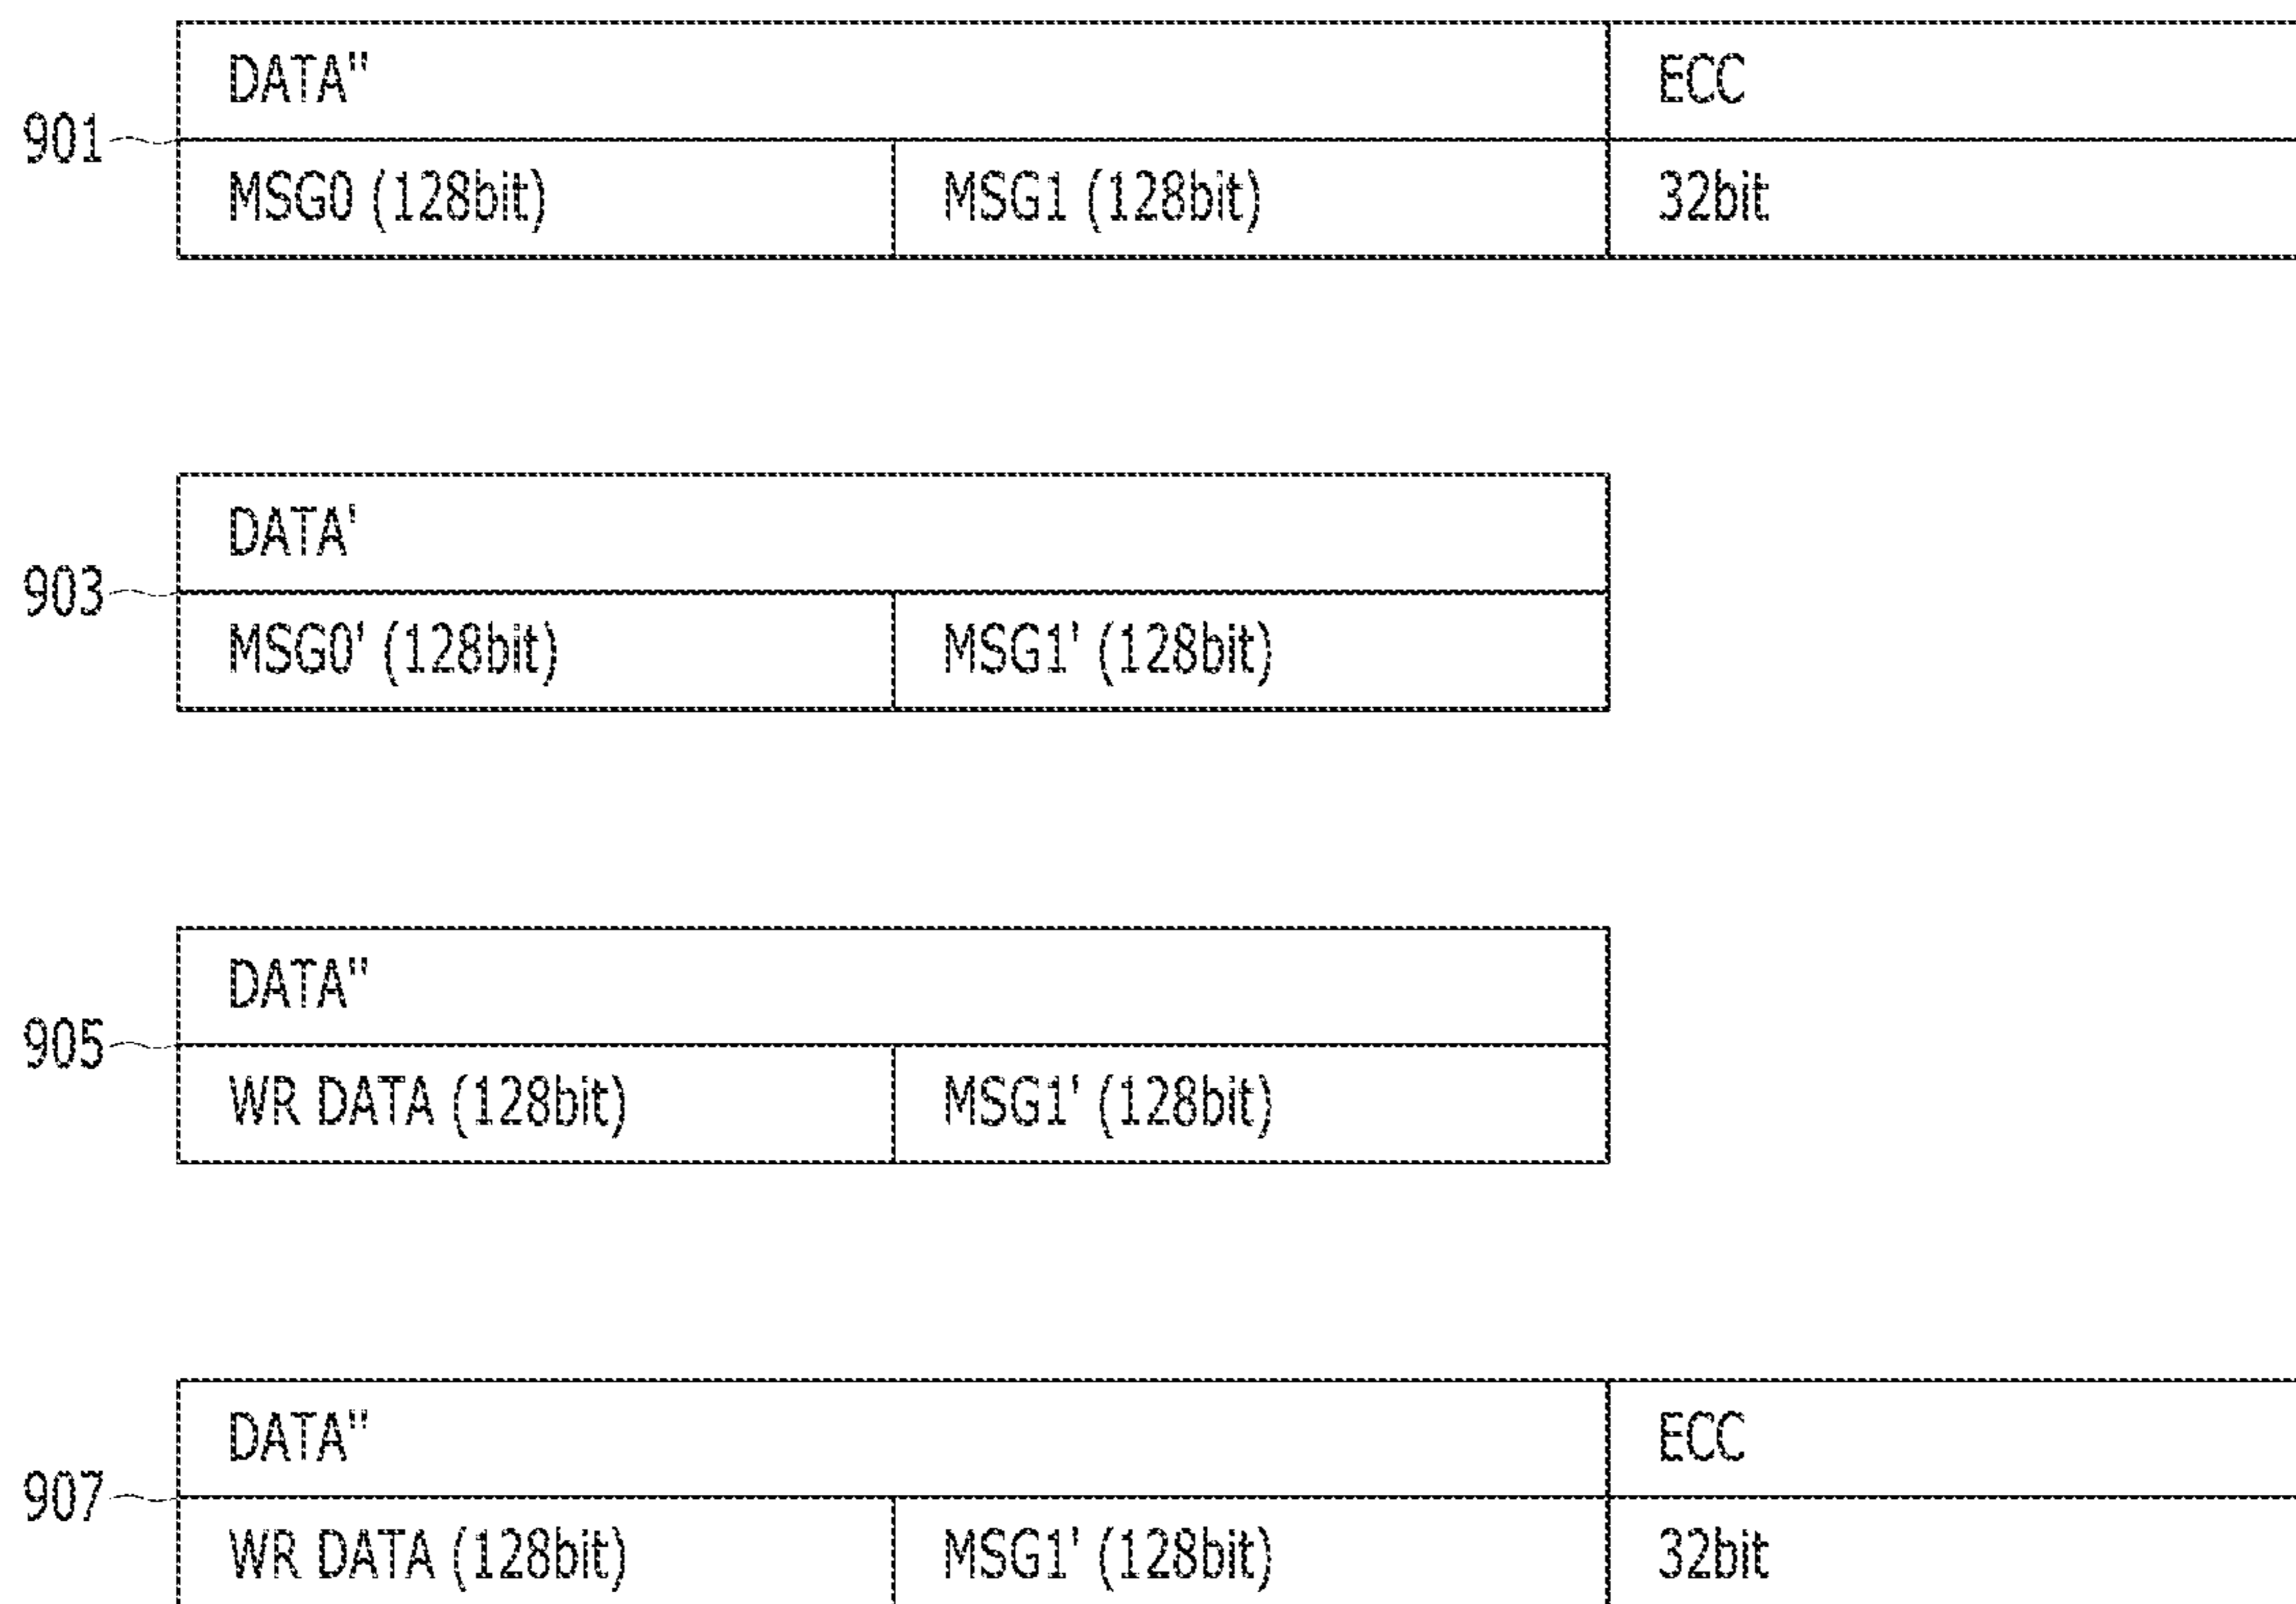 DATA" ECC
901
MSG0 (128bit) MSG1 (128bit) 32bit
DATA'
903
MSG0' (128bit) MSG1' (128bit)
DATA"
905
WR DATA (128bit) MSG1' (128bit)
DATA" ECC
907
WR DATA (128bit) MSG1' (128bit) 32bit